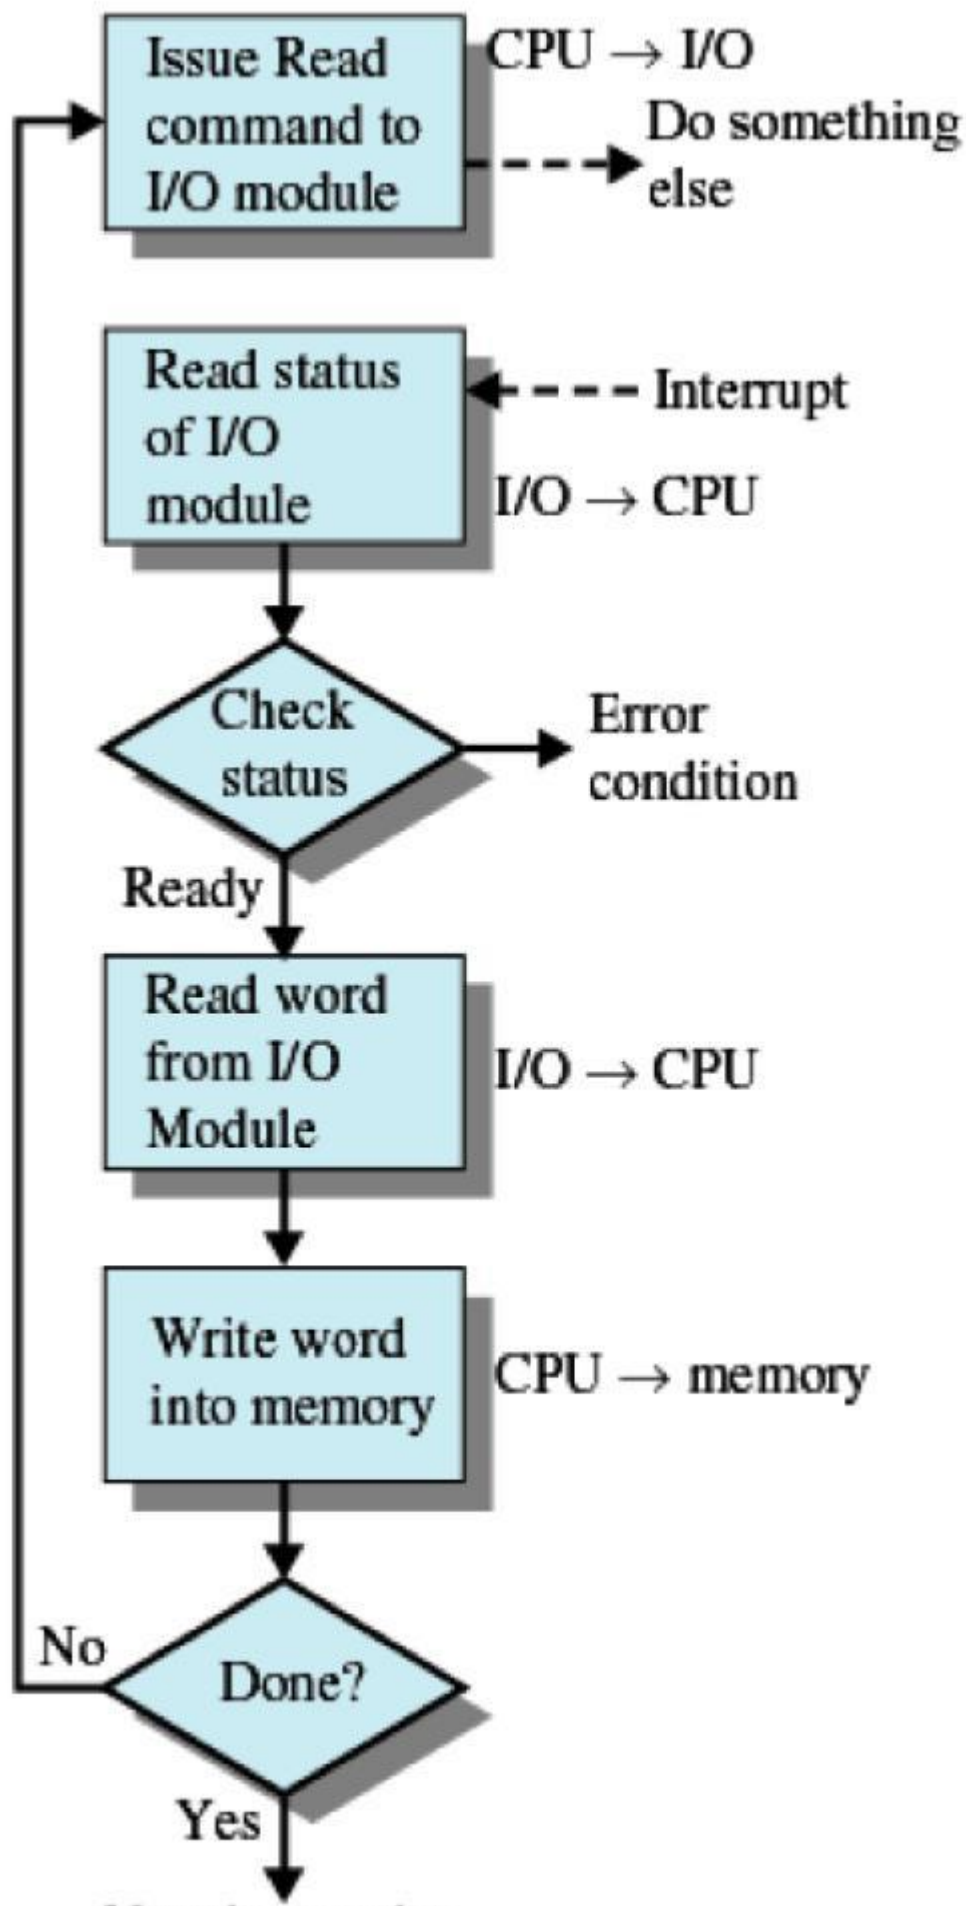 Issue Read
command to
I/O module
CPU → I/O
Do something
else
Read status
of I/O
module
Interrupt
I/O → CPU
Check
status
Error
condition
Ready
Read word
from I/O
Module
I/O → CPU
Write word
into memory
CPU → memory
Done?
No
Yes